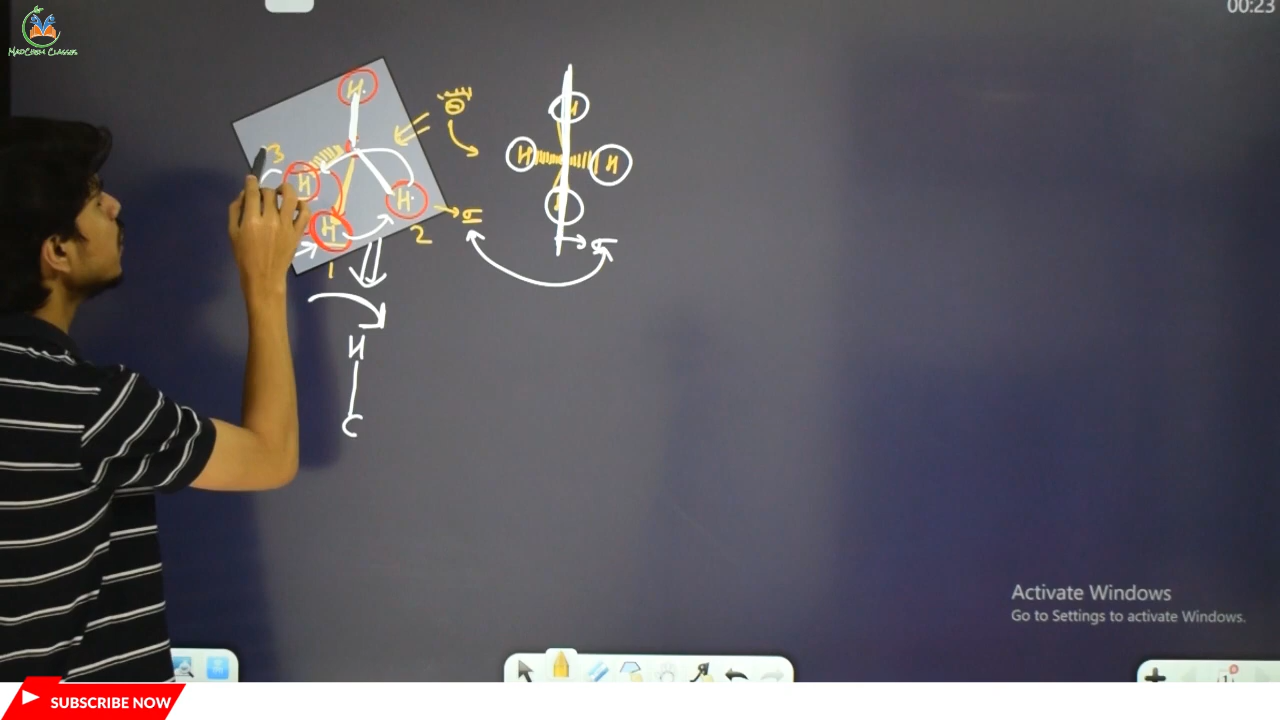 00:23
MadChem Classes
H
3
H
H
H
1
2
σ
H
H
H
σ
H
C
Activate Windows
Go to Settings to activate Windows.
SUBSCRIBE NOW